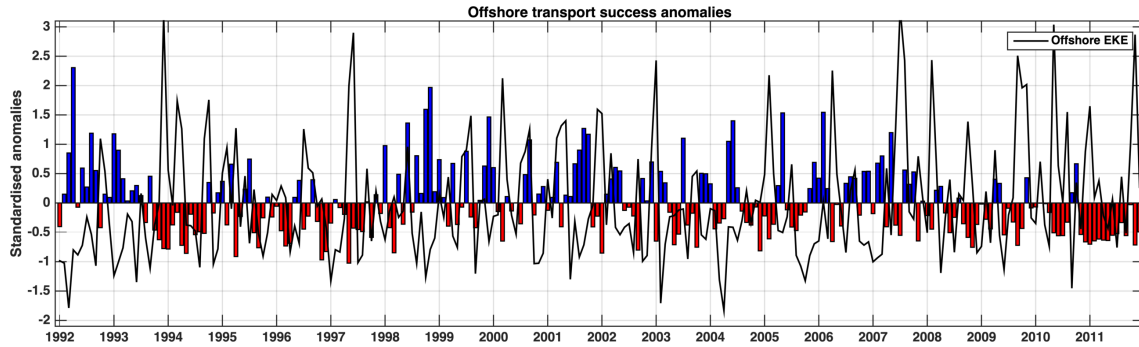 Offshore transport success anomalies
Standardised anomalies
3
2.5
2
1.5
1
0.5
0
-0.5
-1
-1.5
-2
Offshore EKE
1992 1993 1994 1995 1996 1997 1998 1999 2000 2001 2002 2003 2004 2005 2006 2007 2008 2009 2010 2011